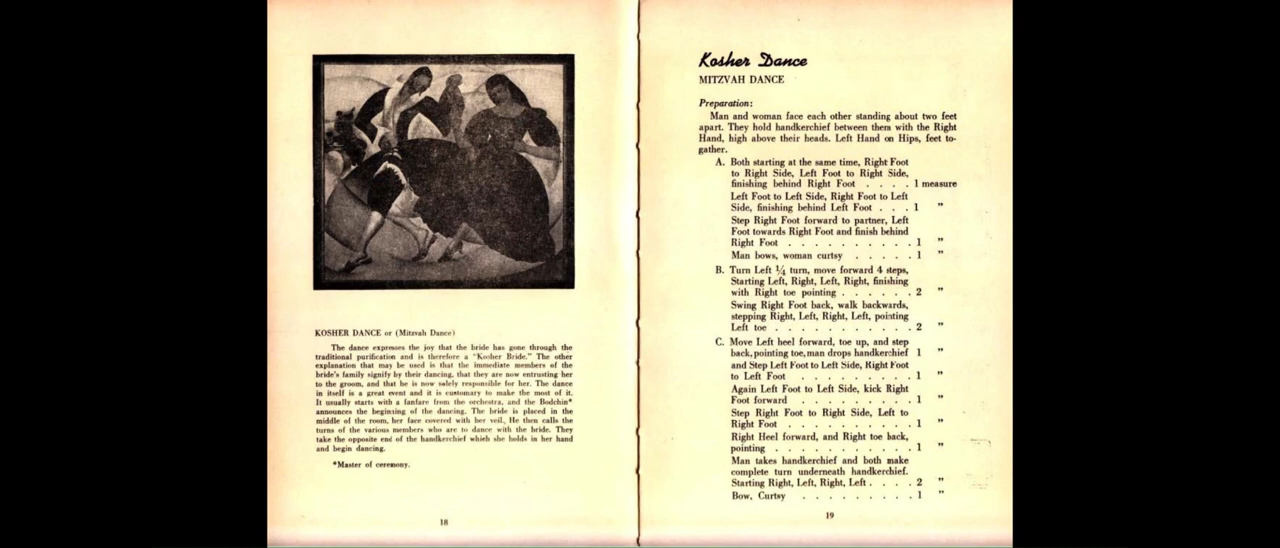 KOSHER DANCE or (Mitzvah Dance)
The dance expresses the joy that the bride has gone through the
traditional purification and is therefore a "Kosher Bride." The other
explanation that may be used is that the immediate members of the
bride's family signify by their dancing, that they are now entrusting her
to the groom, and that he is now solely responsible for her. The dance
in itself is a great event and it is customary to make the most of it.
It usually starts with a fanfare from the orchestra, and the Bodchin*
announces the beginning of the dancing. The bride is placed in the
middle of the room, her face covered with her veil. He then calls the
turns of the various members who are to dance with the bride. They
take the opposite end of the handkerchief which she holds in her hand
and begin dancing.
*Master of ceremony.
18
Kosher Dance
MITZVAH DANCE
Preparation:
Man and woman face each other standing about two feet
apart. They hold handkerchief between them with the Right
Hand, high above their heads. Left Hand on Hips, feet to-
gather.
A. Both starting at the same time, Right Foot
to Right Side, Left Foot to Right Side,
finishing behind Right Foot . . . . 1 measure
Left Foot to Left Side, Right Foot to Left
Side, finishing behind Left Foot . . . 1 "
Step Right Foot forward to partner, Left
Foot towards Right Foot and finish behind
Right Foot . . . . . . . . . . 1 "
Man bows, woman curtsy . . . . . 1 "
B. Turn Left ¼ turn, move forward 4 steps,
Starting Left, Right, Left, Right, finishing
with Right toe pointing . . . . . . 2 "
Swing Right Foot back, walk backwards,
stepping Right, Left, Right, Left, pointing
Left toe . . . . . . . . . . . 2 "
C. Move Left heel forward, toe up, and step
back, pointing toe, man drops handkerchief 1 "
and Step Left Foot to Left Side, Right Foot
to Left Foot . . . . . . . . . 1 "
Again Left Foot to Left Side, kick Right
Foot forward . . . . . . . . . 1 "
Step Right Foot to Right Side, Left to
Right Foot . . . . . . . . . . 1 "
Right Heel forward, and Right toe back,
pointing . . . . . . . . . . . 1 "
Man takes handkerchief and both make
complete turn underneath handkerchief.
Starting Right, Left, Right, Left . . . . 2 "
Bow, Curtsy . . . . . . . . . 1 "
19